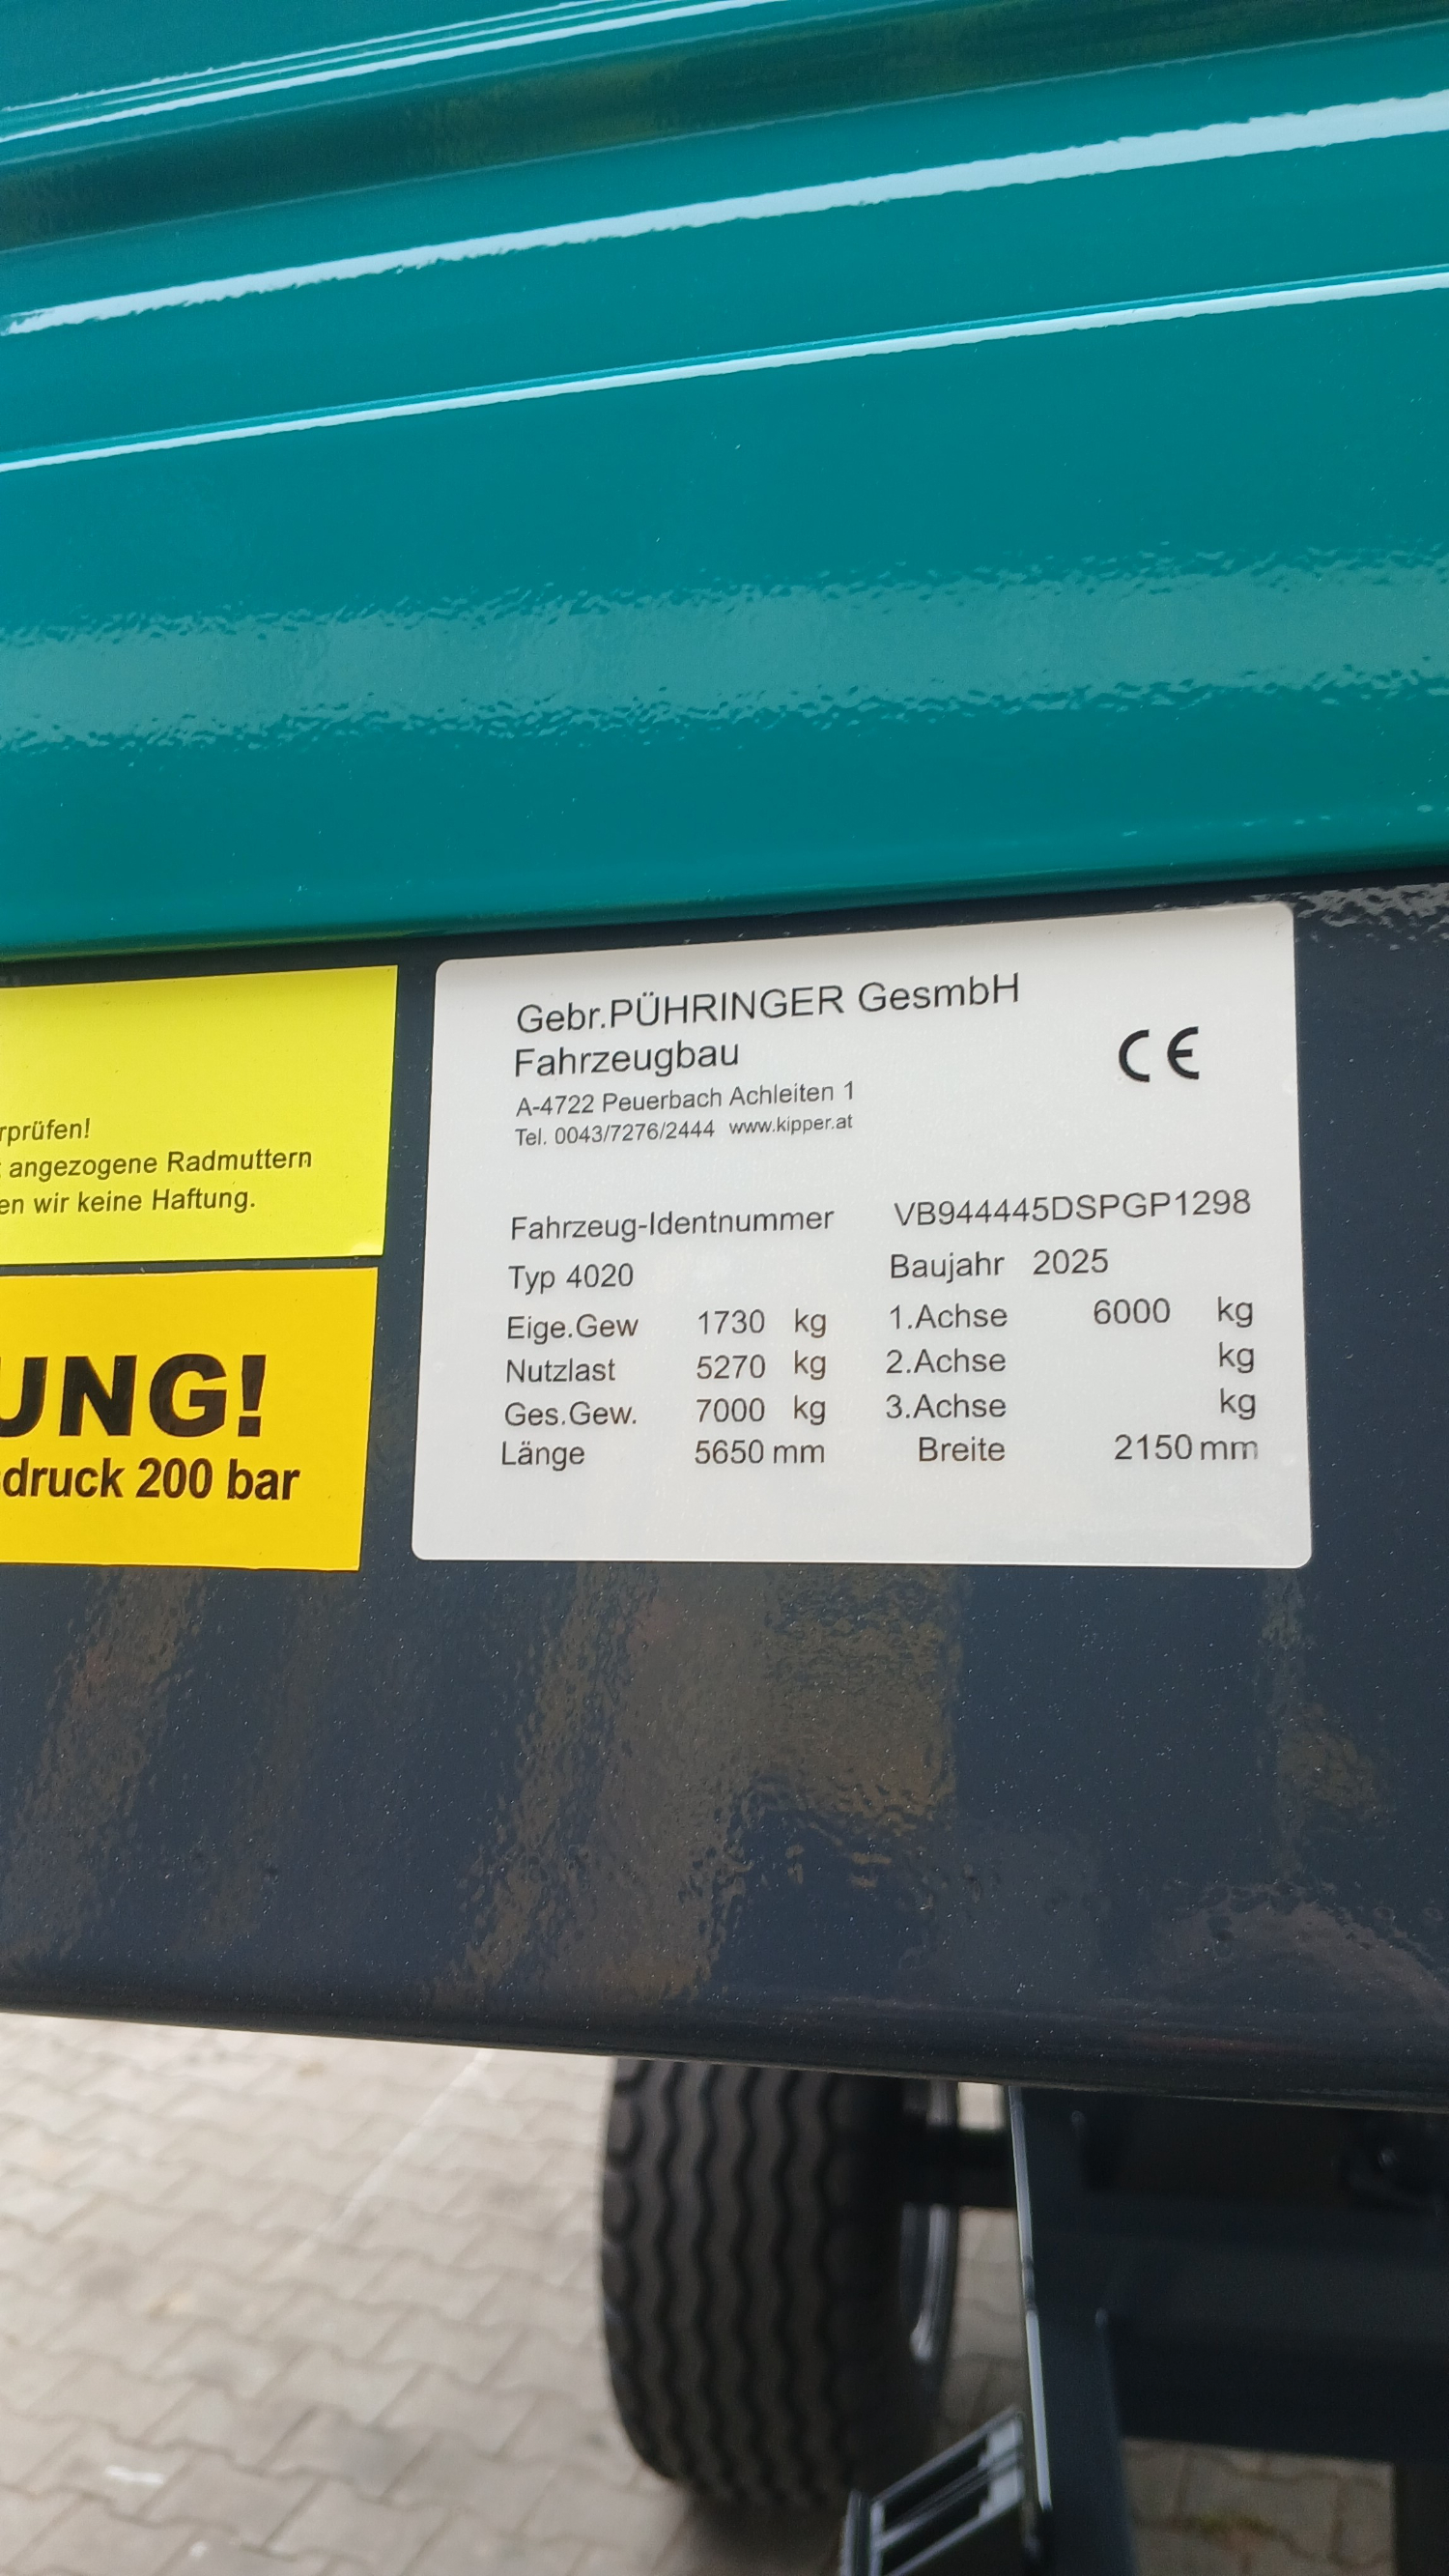 Gebr.PÜHRINGER GesmbH
Fahrzeugbau
CE
A-4722 Peuerbach Achleiten 1
Tel. 0043/7276/2444 www.kipper.at
Fahrzeug-Identnummer VB944445DSPGP1298
Typ 4020 Baujahr 2025
Eige.Gew 1730 kg 1.Achse 6000 kg
Nutzlast 5270 kg 2.Achse kg
Ges.Gew. 7000 kg 3.Achse kg
Länge 5650 mm Breite 2150 mm
rprüfen!
angezogene Radmuttern
en wir keine Haftung.
UNG!
druck 200 bar